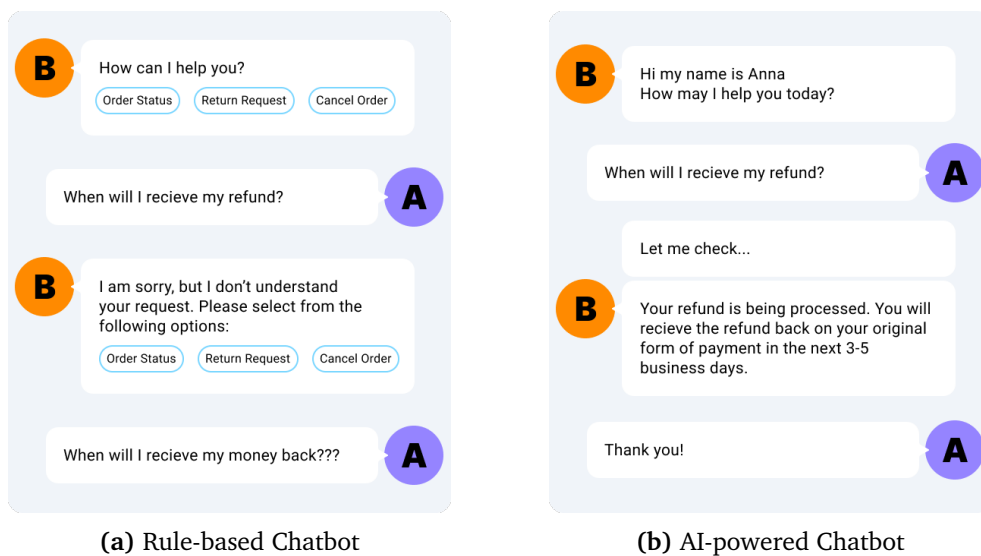 B
How can I help you?
Order Status Return Request Cancel Order
When will I recieve my refund?
A
B
I am sorry, but I don't understand
your request. Please select from the
following options:
Order Status Return Request Cancel Order
When will I recieve my money back???
A
(a) Rule-based Chatbot
B
Hi my name is Anna
How may I help you today?
When will I recieve my refund?
A
Let me check...
B
Your refund is being processed. You will
recieve the refund back on your original
form of payment in the next 3-5
business days.
Thank you!
A
(b) AI-powered Chatbot